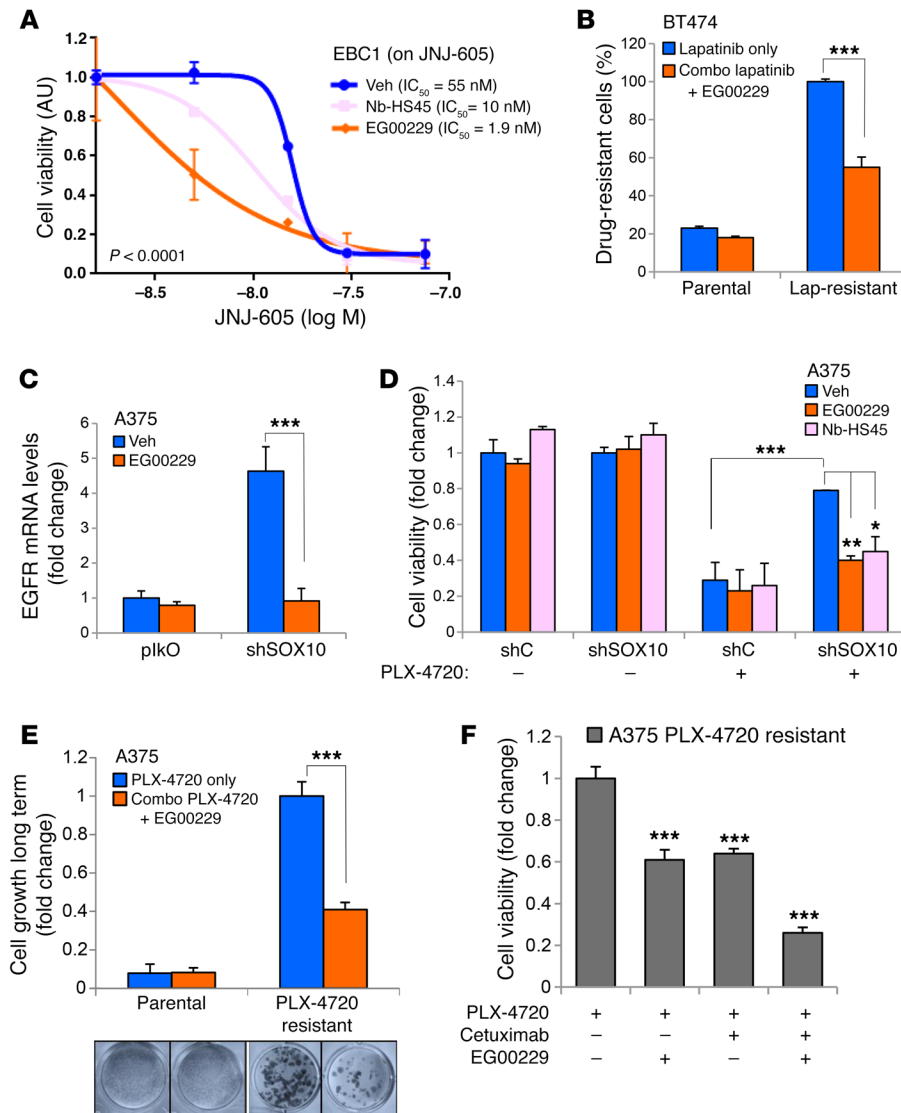 A
EBC1 (on JNJ-605)
Veh (IC50 = 55 nM)
Nb-HS45 (IC50= 10 nM)
EG00229 (IC50 = 1.9 nM)
Cell viability (AU)
1.2
1.0
0.8
0.6
0.4
0.2
0.0
P < 0.0001
–8.5 –8.0 –7.5 –7.0
JNJ-605 (log M)
B
BT474
Lapatinib only
Combo lapatinib
+ EG00229
***
Drug-resistant cells (%)
120
100
80
60
40
20
0
Parental Lap-resistant
C
A375
Veh
EG00229
***
EGFR mRNA levels
(fold change)
6
5
4
3
2
1
0
plkO shSOX10
D
A375
Veh
EG00229
Nb-HS45
***
**
*
Cell viability (fold change)
1.4
1.2
1
0.8
0.6
0.4
0.2
0
shC shSOX10 shC shSOX10
PLX-4720: – – + +
E
A375
PLX-4720 only
Combo PLX-4720
+ EG00229
***
Cell growth long term
(fold change)
1.2
1
0.8
0.6
0.4
0.2
0
Parental PLX-4720
resistant
F
A375 PLX-4720 resistant
*** *** ***
Cell viability (fold change)
1.2
1
0.8
0.6
0.4
0.2
0
PLX-4720 + + + +
Cetuximab – – + +
EG00229 – + – +